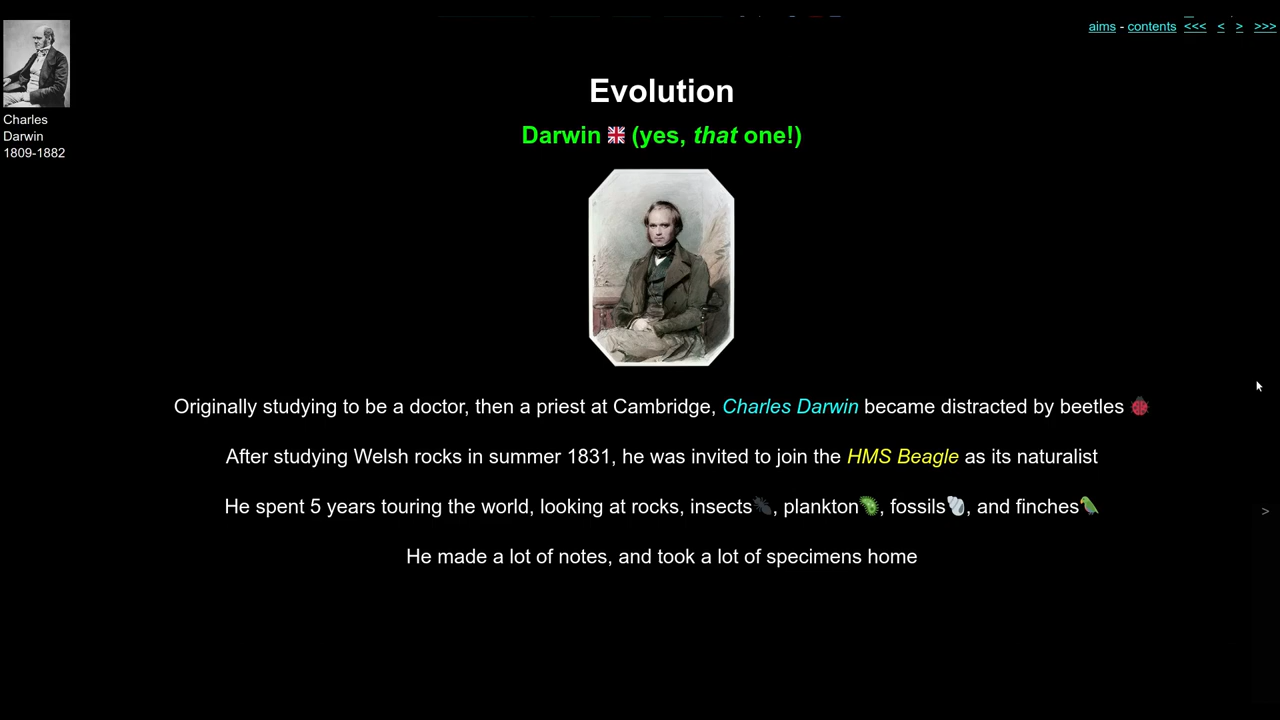 aims - contents <<< < > >>>
Charles
Darwin
1809-1882
Evolution
Darwin 🇬🇧 (yes, that one!)
Originally studying to be a doctor, then a priest at Cambridge, Charles Darwin became distracted by beetles 🐞
After studying Welsh rocks in summer 1831, he was invited to join the HMS Beagle as its naturalist
He spent 5 years touring the world, looking at rocks, insects🐜, plankton🦠, fossils🐚, and finches🦜
>
He made a lot of notes, and took a lot of specimens home